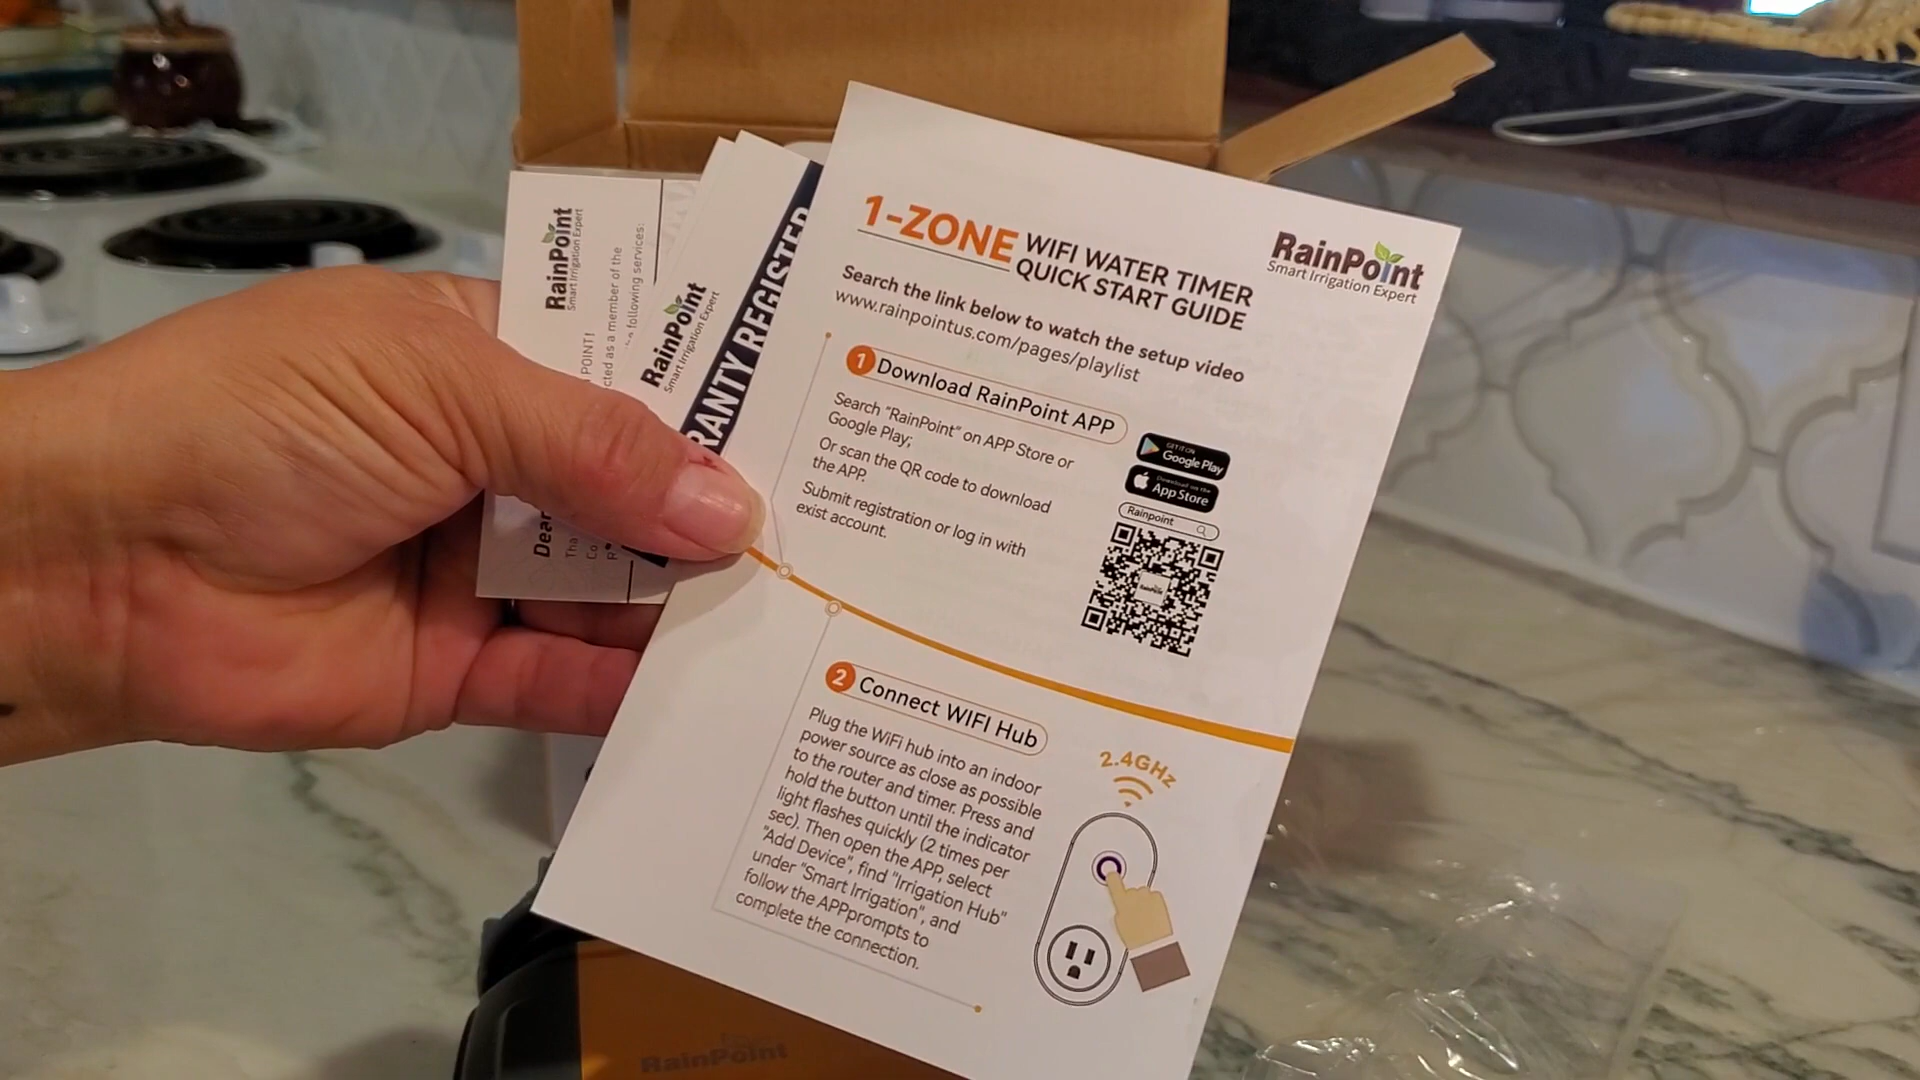 1-ZONE WIFI WATER TIMER
QUICK START GUIDE
RainPoint
Smart Irrigation Expert
Search the link below to watch the setup video
www.rainpointus.com/pages/playlist
1 Download RainPoint APP
Search "RainPoint" on APP Store or
Google Play;
Or scan the QR code to download
the APP.
Submit registration or log in with
exist account.
GET IT ON
Google Play
Download on the
App Store
Rainpoint
2 Connect WIFI Hub
Plug the WiFi hub into an indoor
power source as close as possible
to the router and timer. Press and
hold the button until the indicator
light flashes quickly (2 times per
sec). Then open the APP, select
"Add Device", find "Irrigation Hub"
under "Smart Irrigation", and
follow the APPprompts to
complete the connection.
2.4GHz
RainPoint
Smart Irrigation Expert
POINT!
as a member of the
following services:
Dear
RainPoint
Smart Irrigation Expert
REGISTER
RainPoint